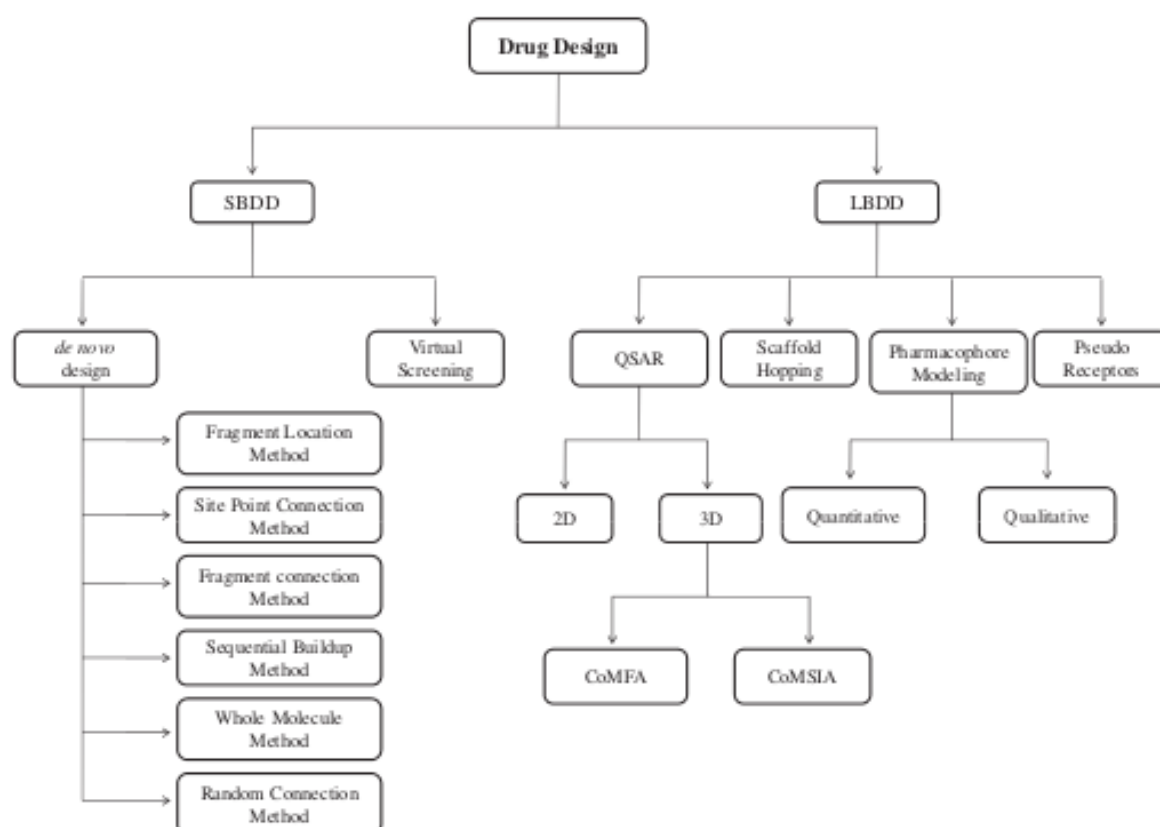 Drug Design
SBDD
LBDD
de novo
design
Virtual
Screening
QSAR
Scaffold
Hopping
Pharmacophore
Modeling
Pseudo
Receptors
Fragment Location
Method
Site Point Connection
Method
Fragment connection
Method
Sequential Buildup
Method
Whole Molecule
Method
Random Connection
Method
2D
3D
Quantitative
Qualitative
CoMFA
CoMSIA